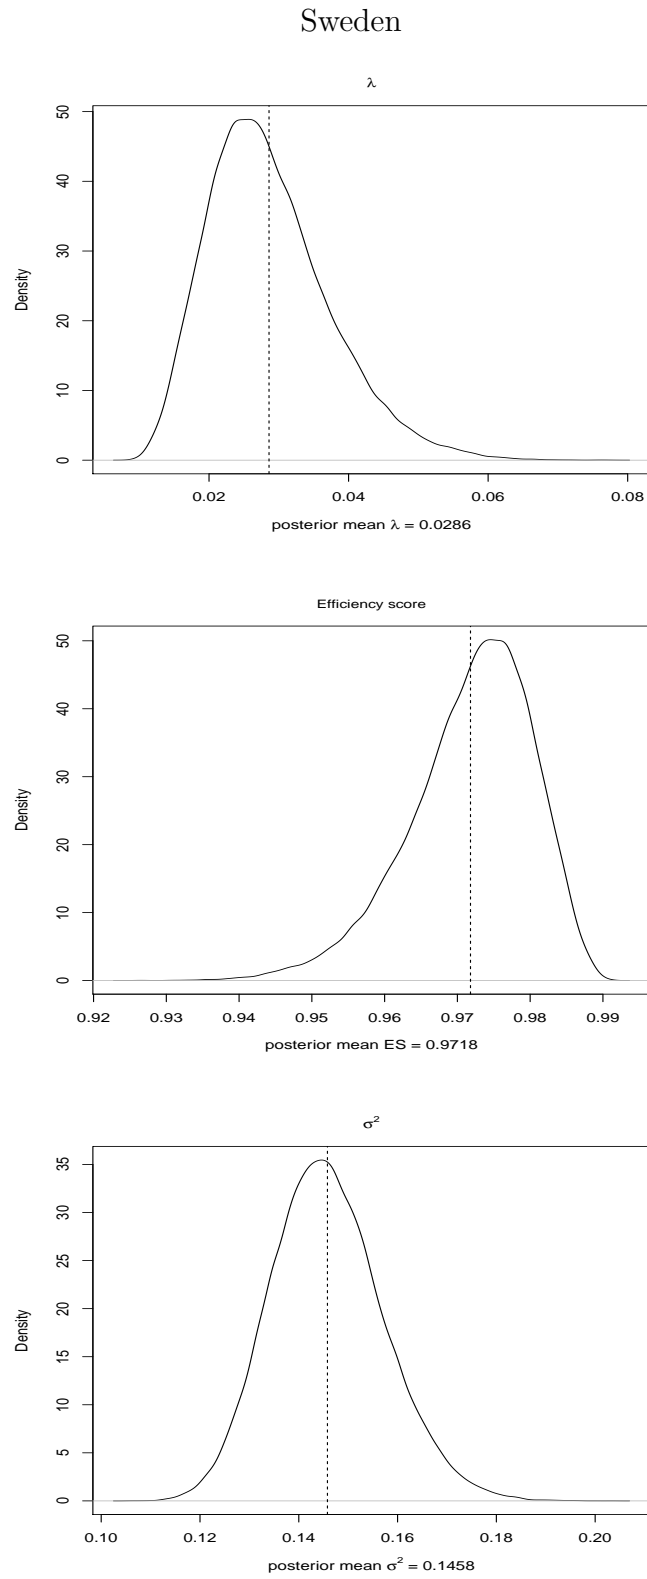 Sweden
λ
Density
50
40
30
20
10
0
0.02 0.04 0.06 0.08
posterior mean λ = 0.0286
Efficiency score
Density
50
40
30
20
10
0
0.92 0.93 0.94 0.95 0.96 0.97 0.98 0.99
posterior mean ES = 0.9718
σ²
Density
35
30
25
20
15
10
5
0
0.10 0.12 0.14 0.16 0.18 0.20
posterior mean σ² = 0.1458